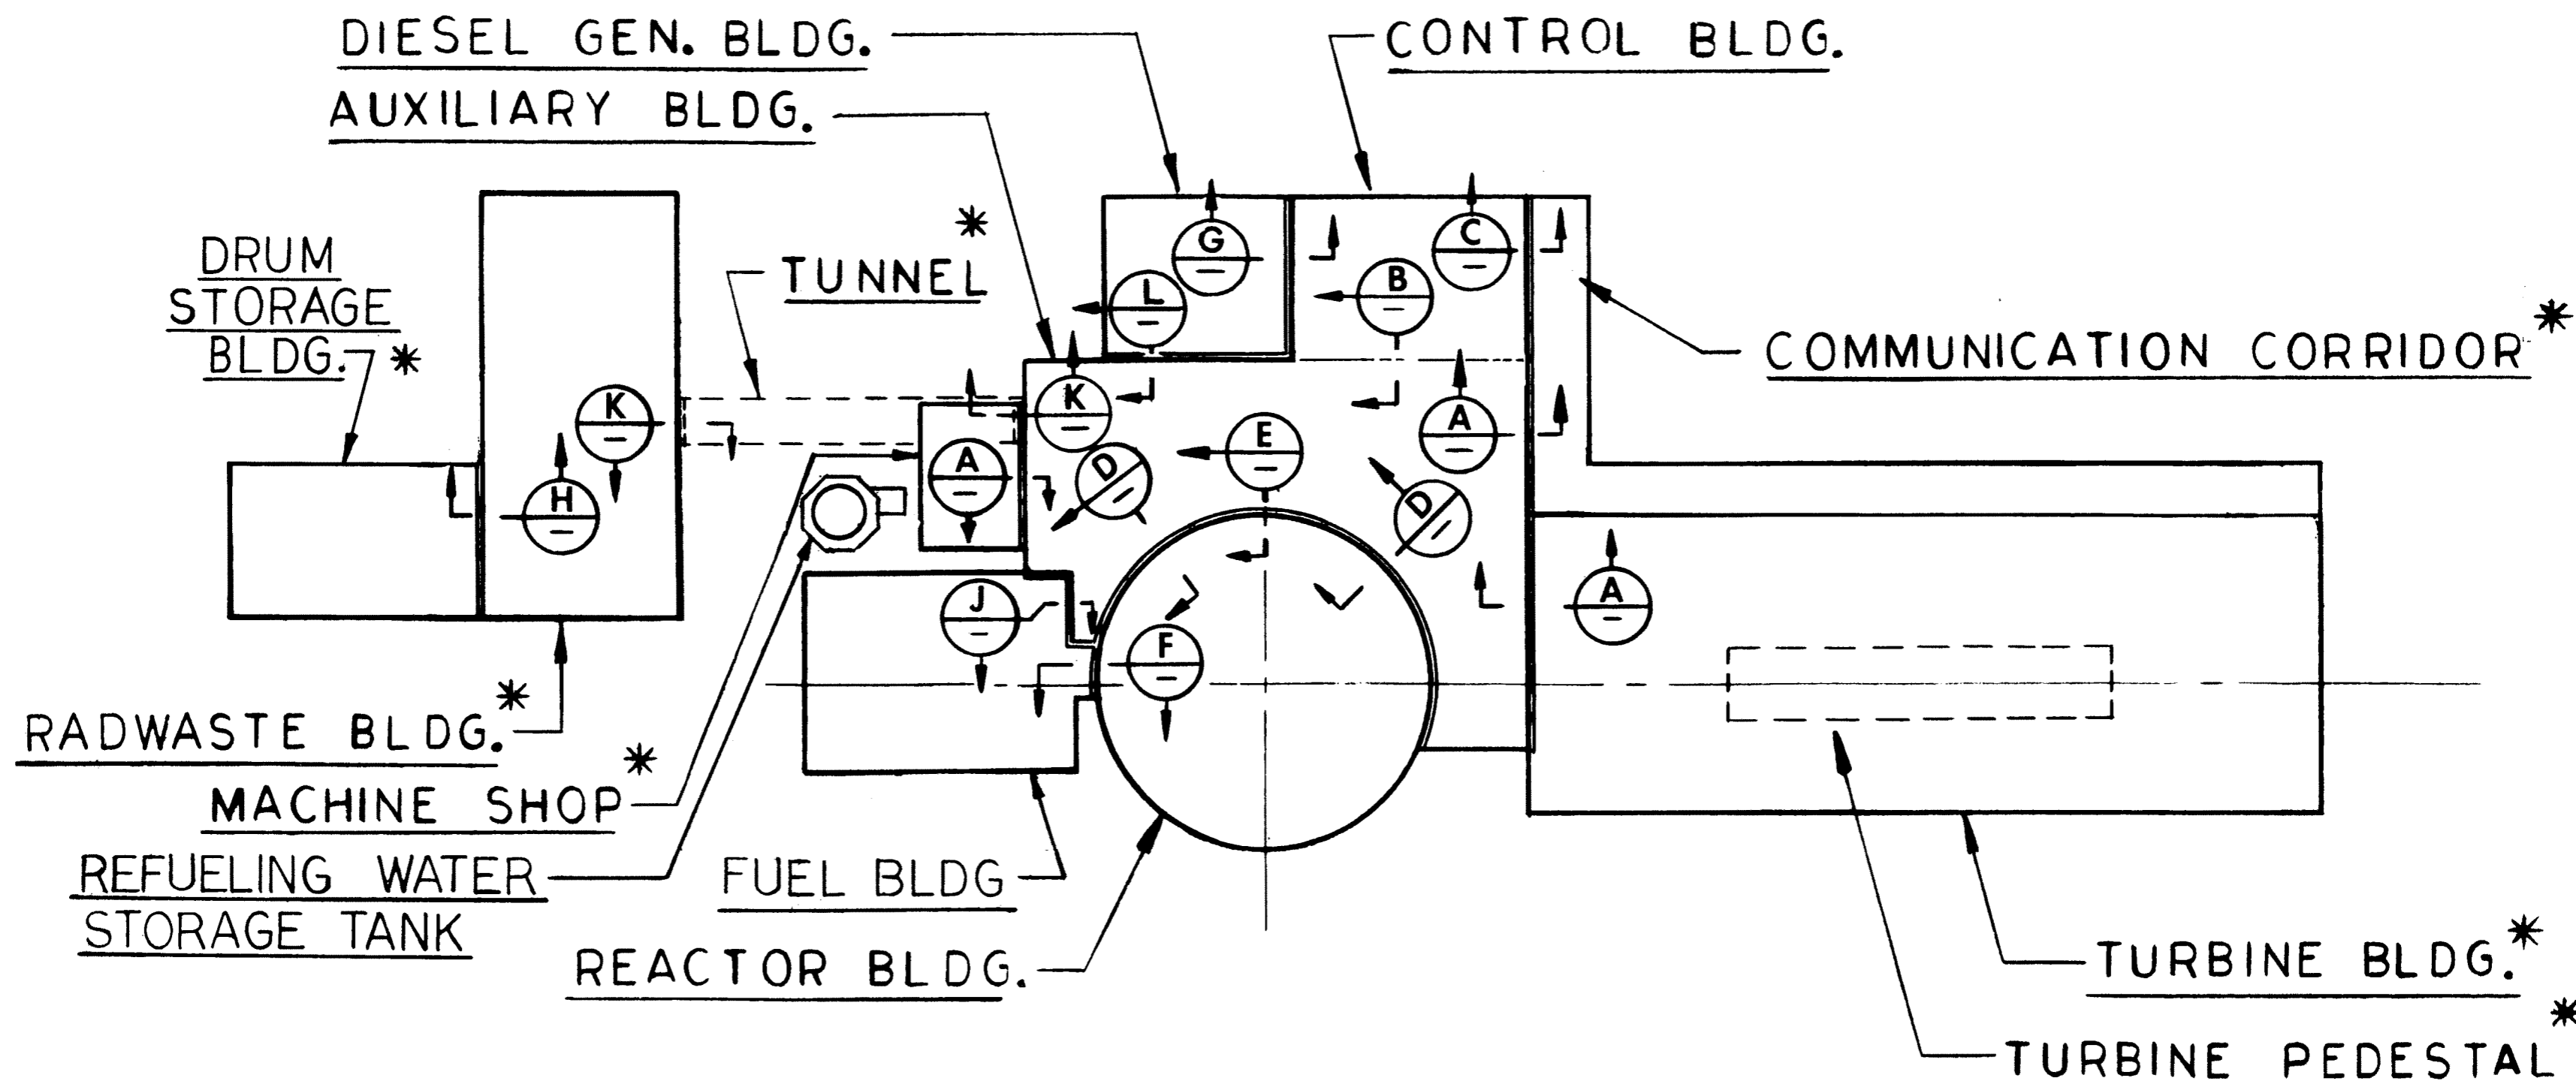 DIESEL GEN. BLDG.
CONTROL BLDG.
AUXILIARY BLDG.
DRUM
STORAGE
BLDG. *
TUNNEL *
COMMUNICATION CORRIDOR *
G
C
L
B
K
K
A
E
A
D
D
H
A
J
F
RADWASTE BLDG. *
MACHINE SHOP *
REFUELING WATER
STORAGE TANK
FUEL BLDG
REACTOR BLDG.
TURBINE BLDG. *
TURBINE PEDESTAL *